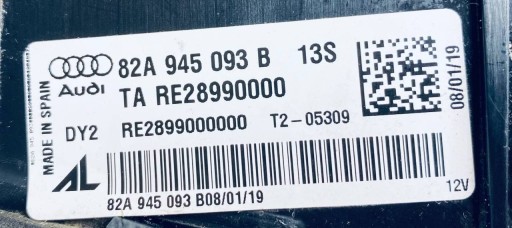 82A 945 093 B 13S
Audi
TA RE28990000
DY2 RE2899000000 T2-05309
MADE IN SPAIN
AL
08/01/19
82A 945 093 B08/01/19
12V